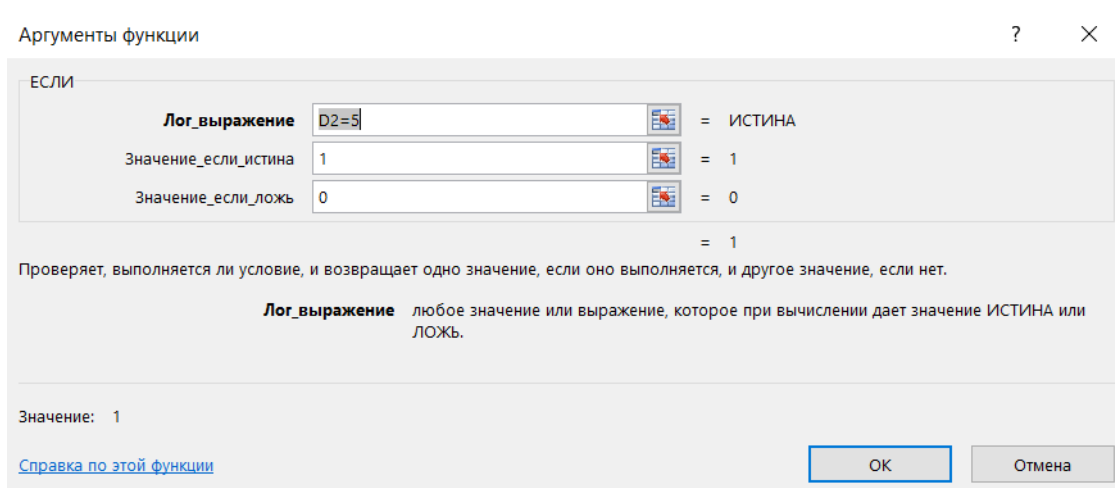 Аргументы функции ?
ЕСЛИ
Лог_выражение D2=5 = ИСТИНА
Значение_если_истина 1 = 1
Значение_если_ложь 0 = 0
= 1
Проверяет, выполняется ли условие, и возвращает одно значение, если оно выполняется, и другое значение, если нет.
Лог_выражение любое значение или выражение, которое при вычислении дает значение ИСТИНА или
ЛОЖЬ.
Значение: 1
Справка по этой функции ОК Отмена